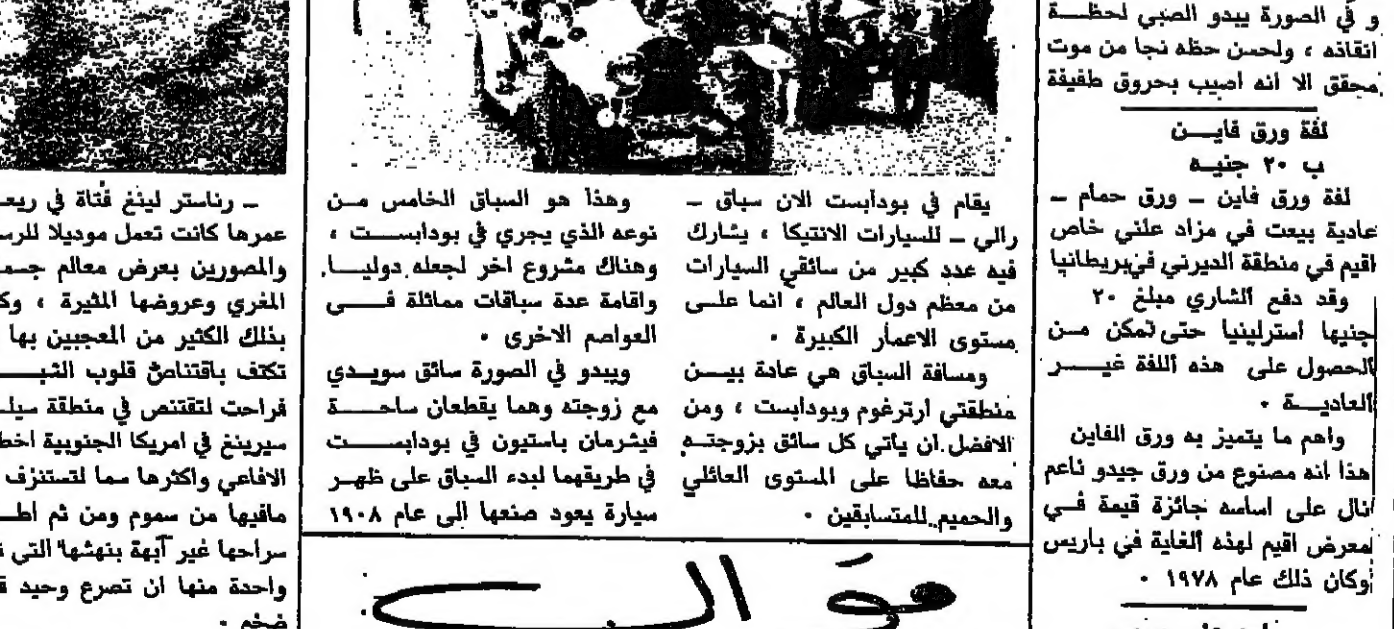 و في الصورة يبدو الصبي لحظة
انقاذه ، ولحسن حظه نجا من موت
محقق الا انه اصيب بحروق طفيفة
لفة ورق فاين
ب ٢٠ جنيه
لفة ورق فاين – ورق حمام –
عادية بيعت في مزاد علني خاص
اقيم في منطقة الديرني في بريطانيا
وقد دفع الشاري مبلغ ٢٠
جنيها استرلينيا حتى تمكن من
الحصول على هذه اللفة غير
العادية ٠
واهم ما يتميز به ورق الفاين
هذا انه مصنوع من ورق جيدو ناعم
نال على اساسه جائزة قيمة في
معرض اقيم لهذه الغاية في باريس
وكان ذلك عام ١٩٧٨ ٠
يقام في بودابست الان سباق –
رالي – للسيارات الانتيكا ، يشارك
فيه عدد كبير من سائقي السيارات
من معظم دول العالم ، انما على
مستوى الاعمار الكبيرة ٠
ومسافة السباق هي عادة بين
منطقتي ارترغوم وبودابست ، ومن
الافضل ان ياتي كل سائق بزوجته
معه حفاظا على المستوى العائلي
والحميم للمتسابقين ٠
وهذا هو السباق الخامس من
نوعه الذي يجري في بودابست ،
وهناك مشروع اخر لجعله دوليا
واقامة عدة سباقات مماثلة في
العواصم الاخرى ٠
ويبدو في الصورة سائق سويدي
مع زوجته وهما يقطعان ساحة
فيشرمان باستيون في بودابست
في طريقهما لبدء السباق على ظهر
سيارة يعود صنعها الى عام ١٩٠٨
– رناستر لينغ فتاة في
عمرها كانت تعمل موديلا
والمصورين بعرض معالم
المغري وعروضها المثيرة ،
بذلك الكثير من المعجبين بها
تكتف باقتناص قلوب
فراحت لتقتنص في منطقة
سيرينغ في امريكا الجنوبية
الافاعي واكثرها سما لتستنزف
مافيها من سموم ومن ثم
سراحها غير آبهة بنهشها التي
واحدة منها ان تصرع وحيد
ضخم ٠